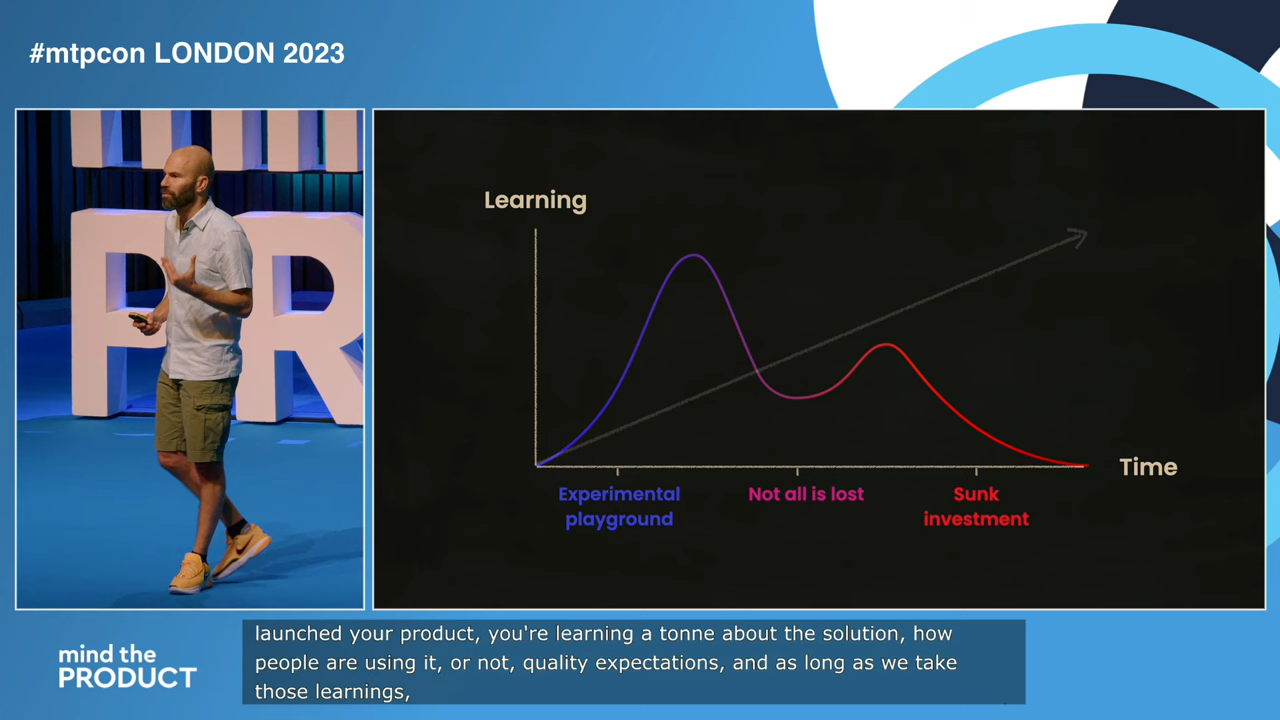 #mtpcon LONDON 2023
PR
Learning
Time
Experimental
playground
Not all is lost
Sunk
investment
mind the
PRODUCT
launched your product, you're learning a tonne about the solution, how
people are using it, or not, quality expectations, and as long as we take
those learnings,